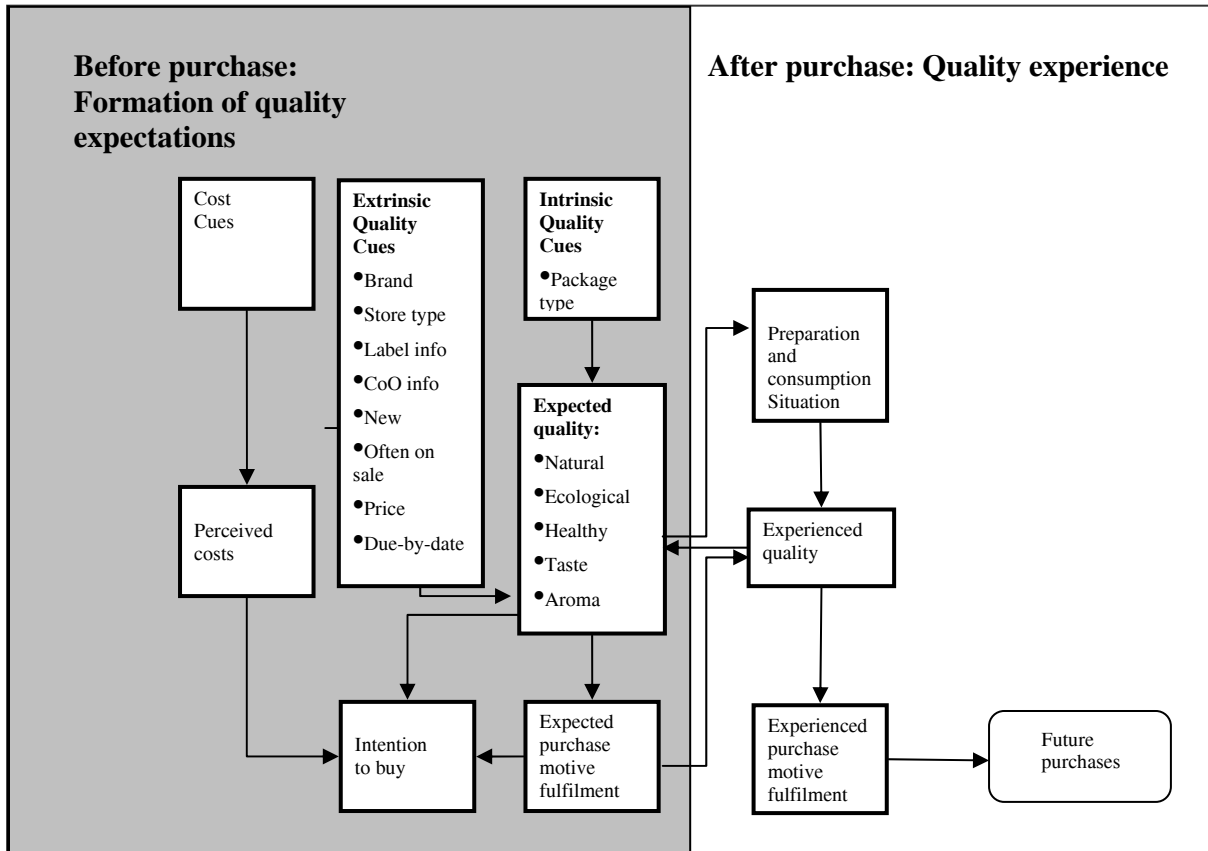 Before purchase:
Formation of quality
expectations
After purchase: Quality experience
Cost
Cues
Extrinsic
Quality
Cues
•Brand
•Store type
•Label info
•CoO info
•New
•Often on
sale
•Price
•Due-by-date
Intrinsic
Quality
Cues
•Package
type
Preparation
and
consumption
Situation
Expected
quality:
•Natural
•Ecological
•Healthy
•Taste
•Aroma
Perceived
costs
Experienced
quality
Intention
to buy
Expected
purchase
motive
fulfilment
Experienced
purchase
motive
fulfilment
Future
purchases